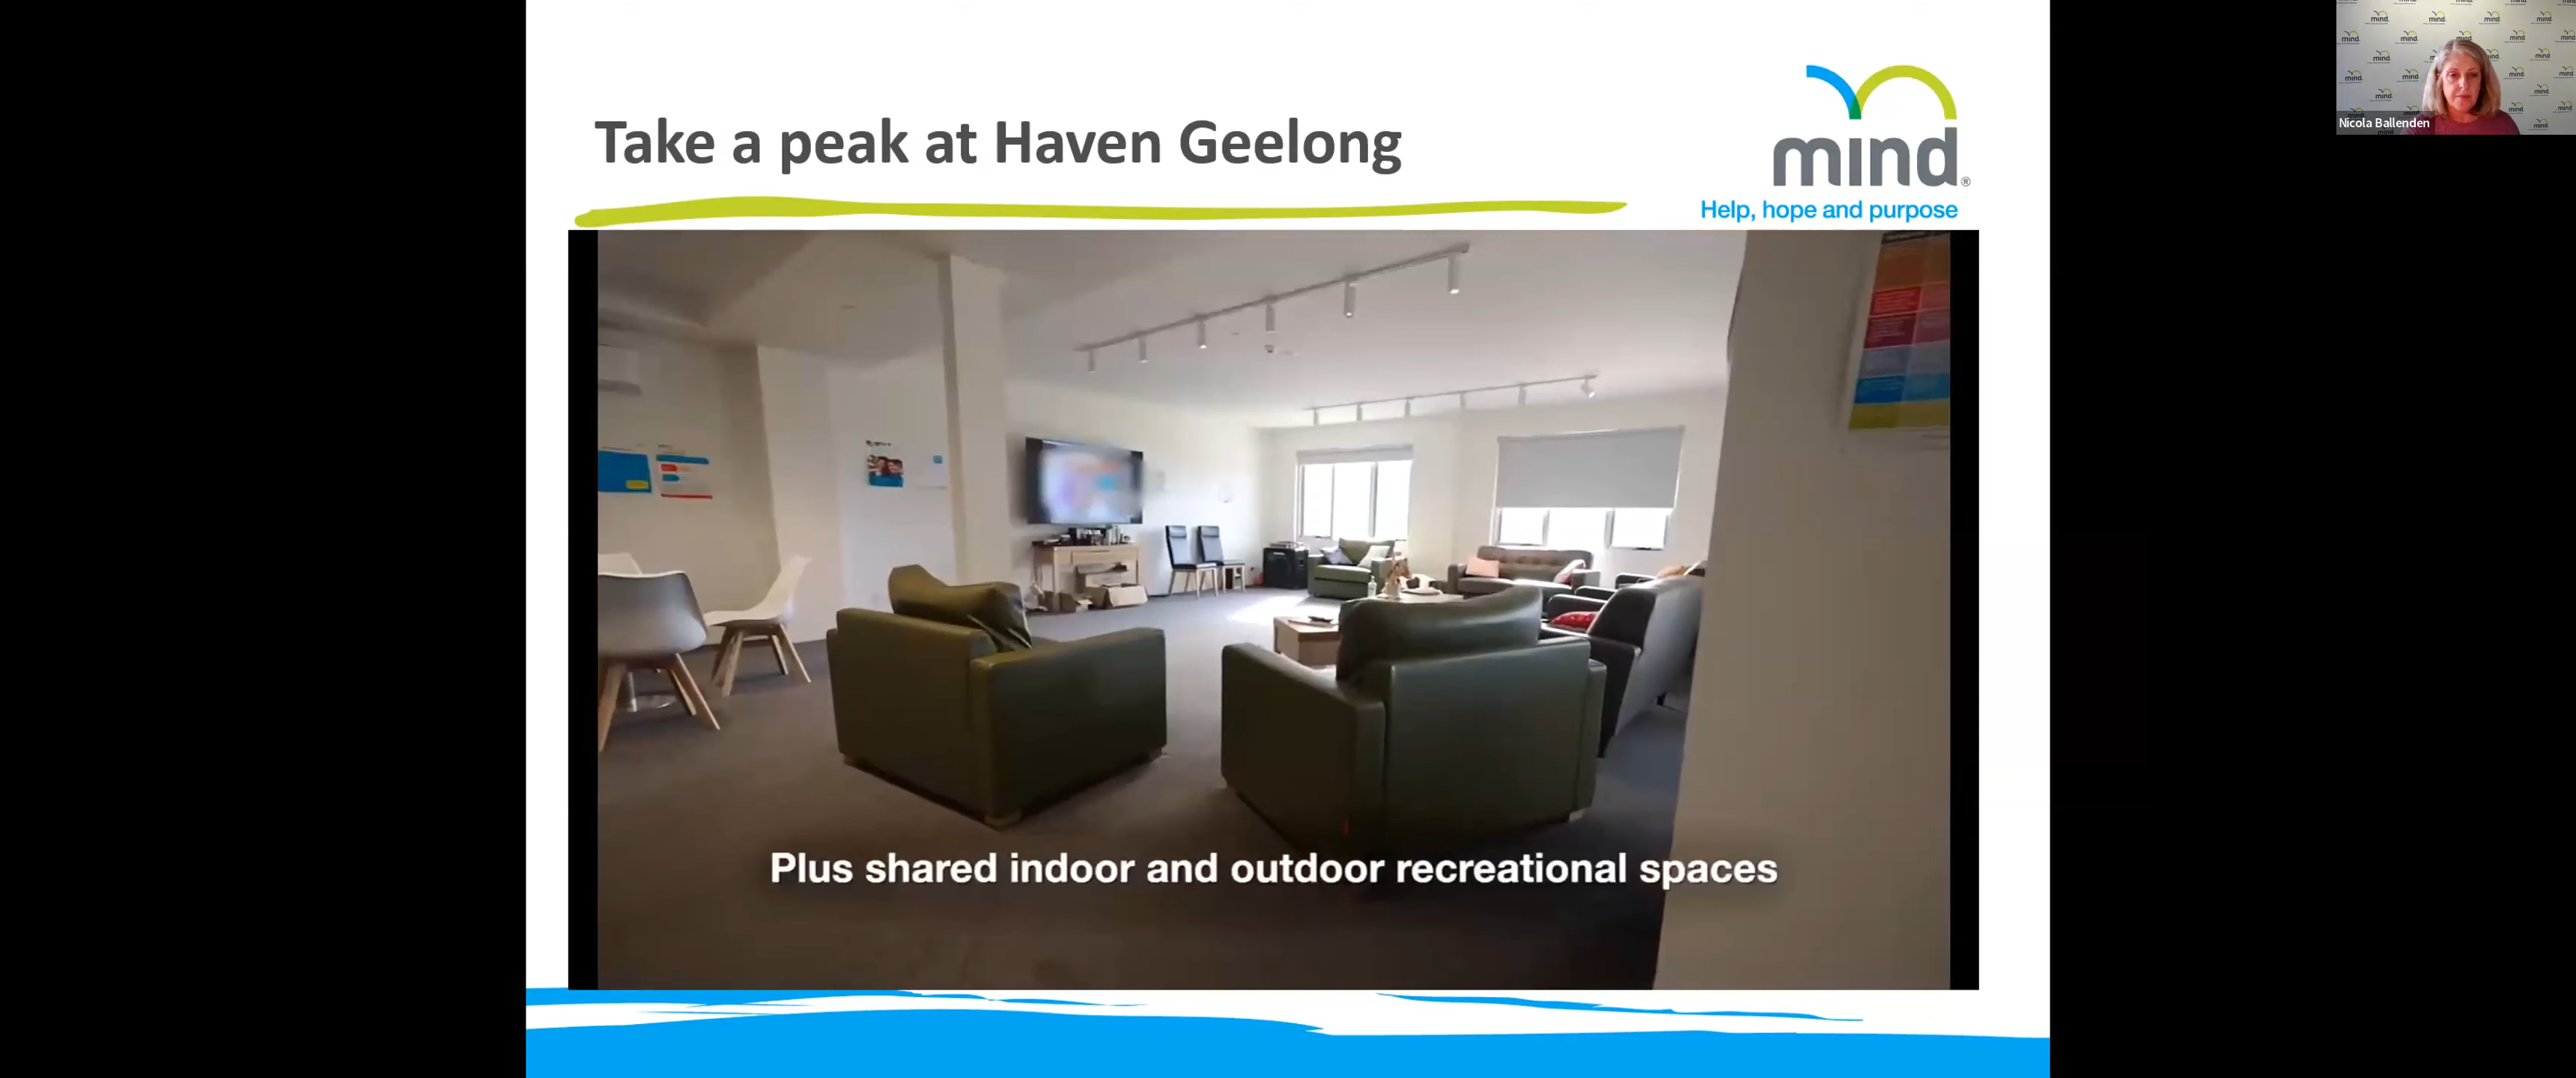 Take a peak at Haven Geelong
mind®
Help, hope and purpose
Nicola Ballenden
Plus shared indoor and outdoor recreational spaces